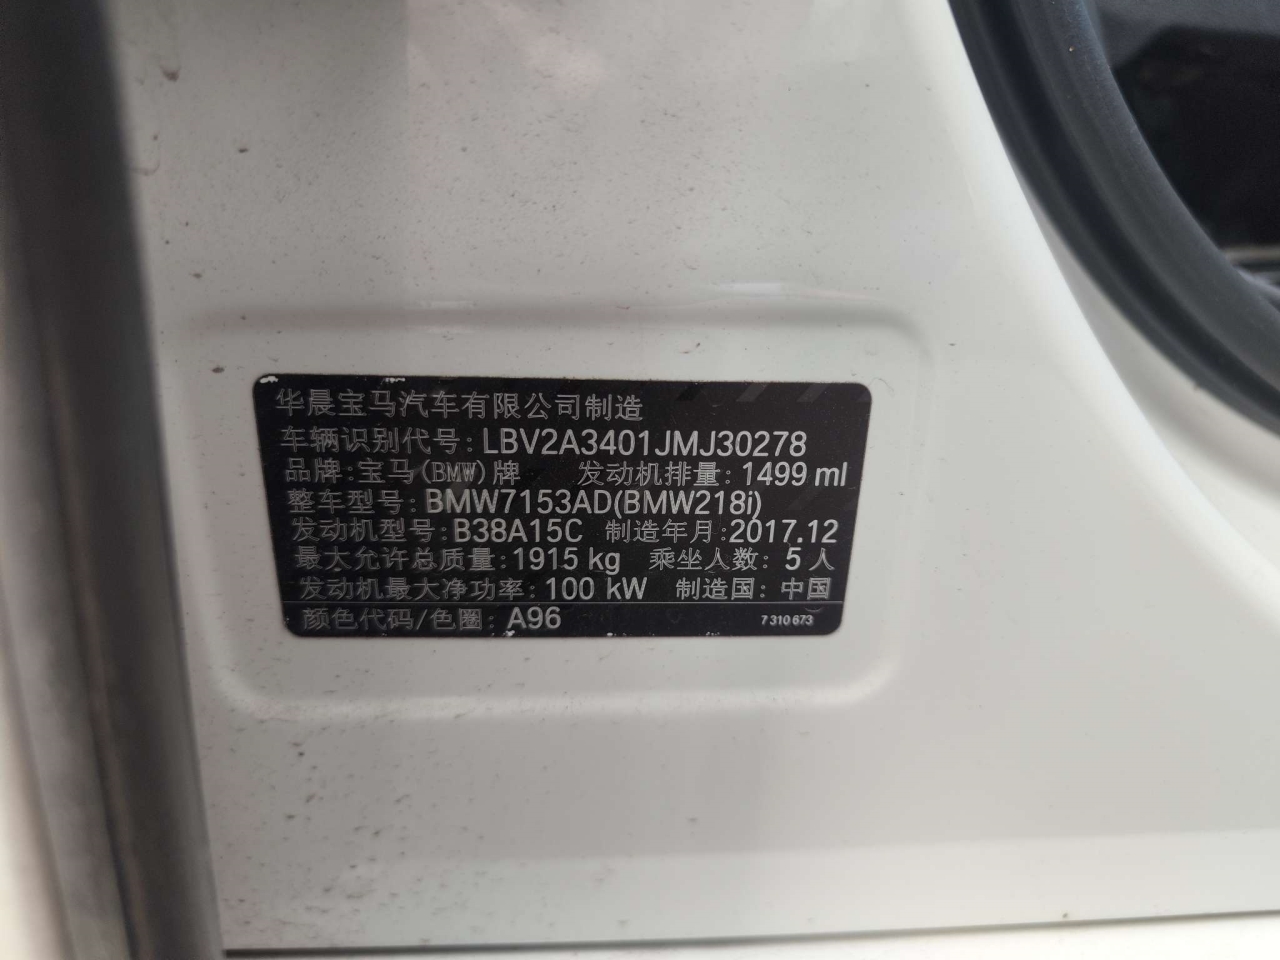 华晨宝马汽车有限公司制造
车辆识别代号：LBV2A3401JMJ30278
品牌：宝马(BMW)牌 发动机排量：1499 ml
整车型号：BMW7153AD(BMW218i)
发动机型号：B38A15C 制造年月：2017.12
最大允许总质量：1915 kg 乘坐人数：5 人
发动机最大净功率：100 kW 制造国：中国
颜色代码/色圈：A96 7 310 673